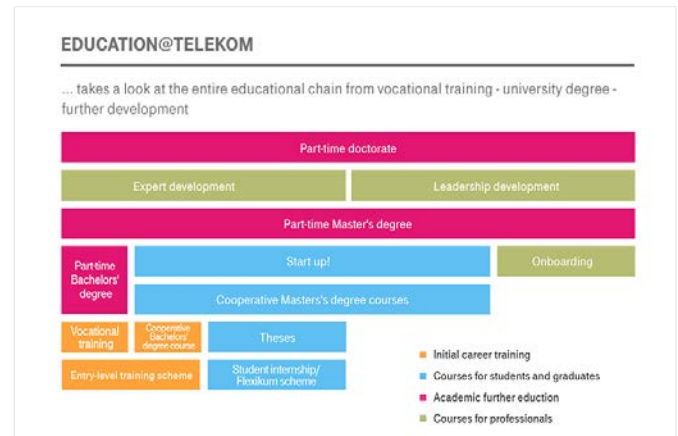 EDUCATION@TELEKOM
... takes a look at the entire educational chain from vocational training - university degree -
further development
Part-time doctorate
Expert development
Leadership development
Part-time Master's degree
Part-time
Bachelors'
degree
Start up!
Onboarding
Cooperative Masters's degree courses
Vocational
training
Cooperative
Bachelors'
degree course
Theses
Entry-level training scheme
Student internship/
Flexikum scheme
Initial career training
Courses for students and graduates
Academic further eduction
Courses for professionals